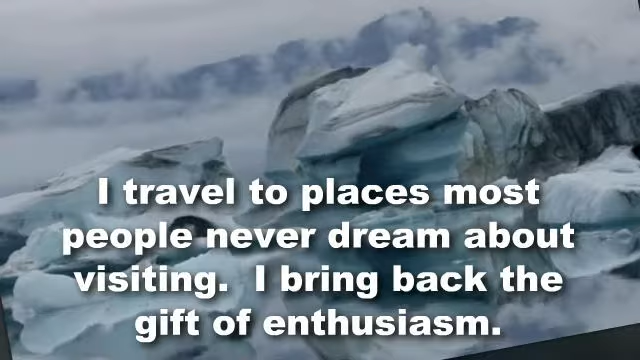 I travel to places most
people never dream about
visiting.  I bring back the
gift of enthusiasm.